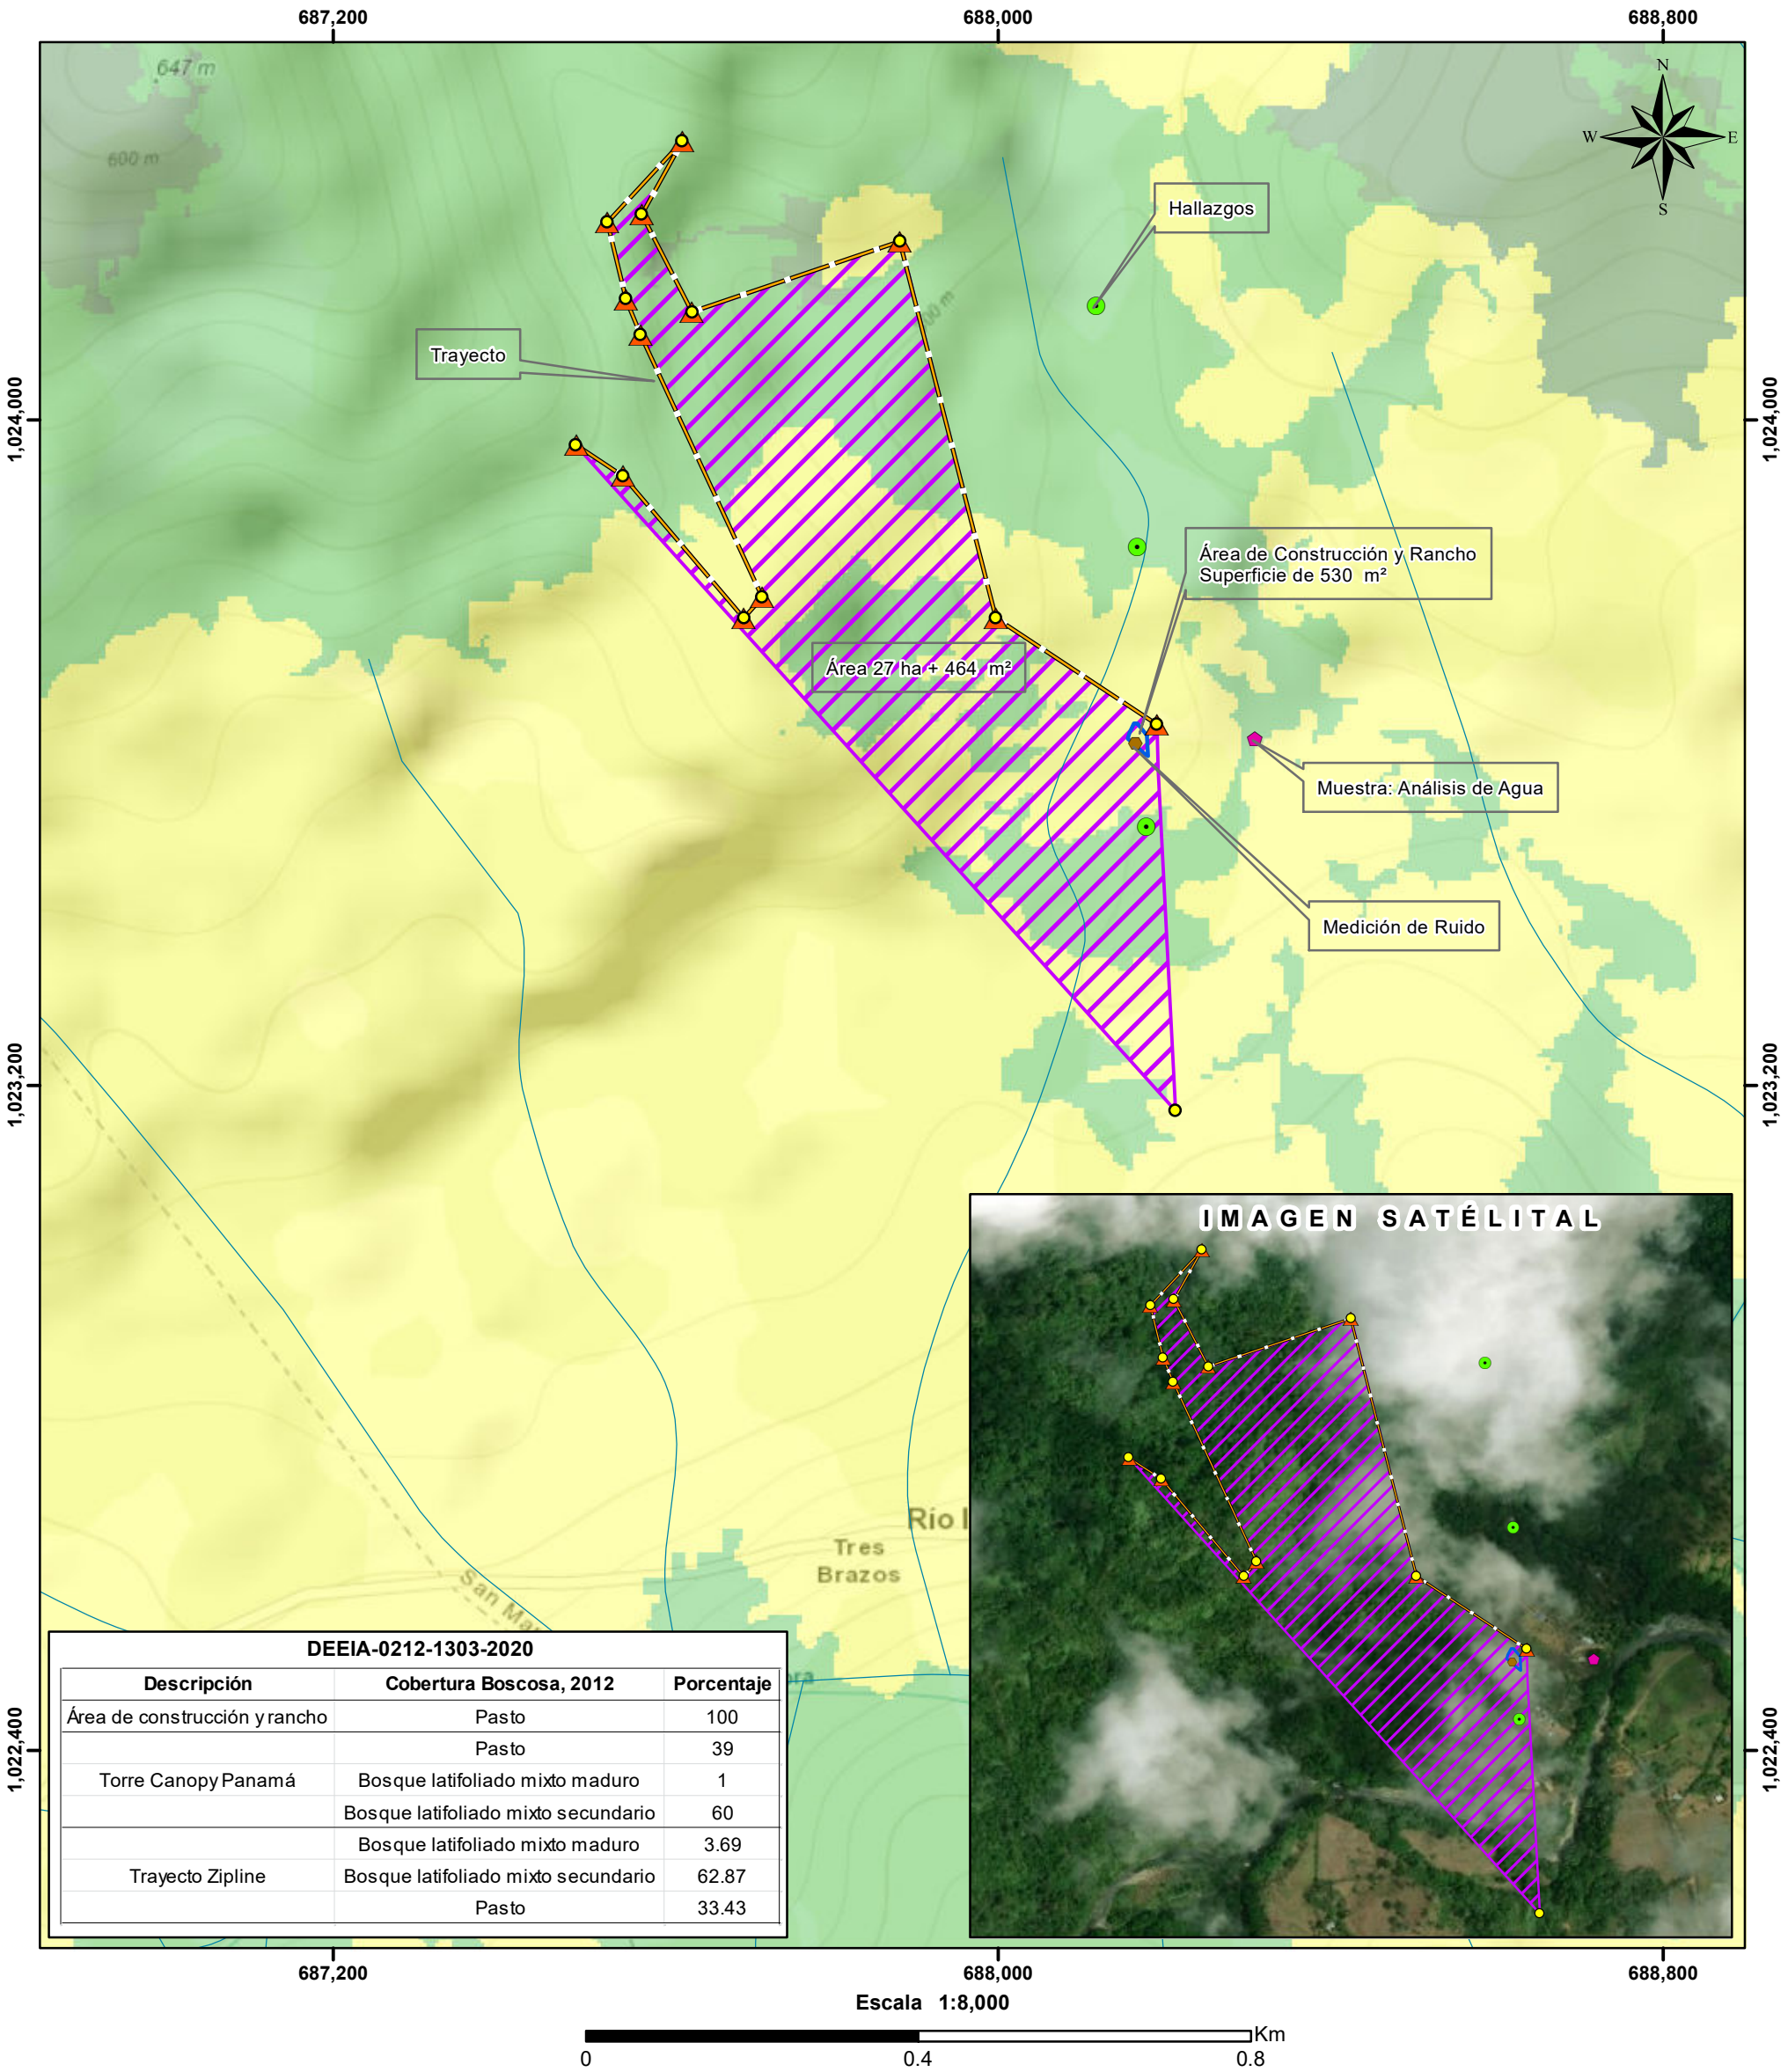 687,200 688,000 688,800
647 m
600 m
N
W E
S
Hallazgos
Trayecto
1,024,000 1,024,000
Área de Construcción y Rancho
Superficie de 530 m²
Área 27 ha + 464 m²
Muestra: Análisis de Agua
Medición de Ruido
1,023,200 1,023,200
IMAGEN SATÉLITAL
Tres
Brazos
San
DEEIA-0212-1303-2020
Descripción Cobertura Boscosa, 2012 Porcentaje
Área de construcción y rancho Pasto 100
Pasto 39
Torre Canopy Panamá Bosque latifoliado mixto maduro 1
Bosque latifoliado mixto secundario 60
Bosque latifoliado mixto maduro 3.69
Trayecto Zipline Bosque latifoliado mixto secundario 62.87
Pasto 33.43
1,022,400 1,022,400
687,200 688,000 688,800
Escala 1:8,000
Km
0 0.4 0.8